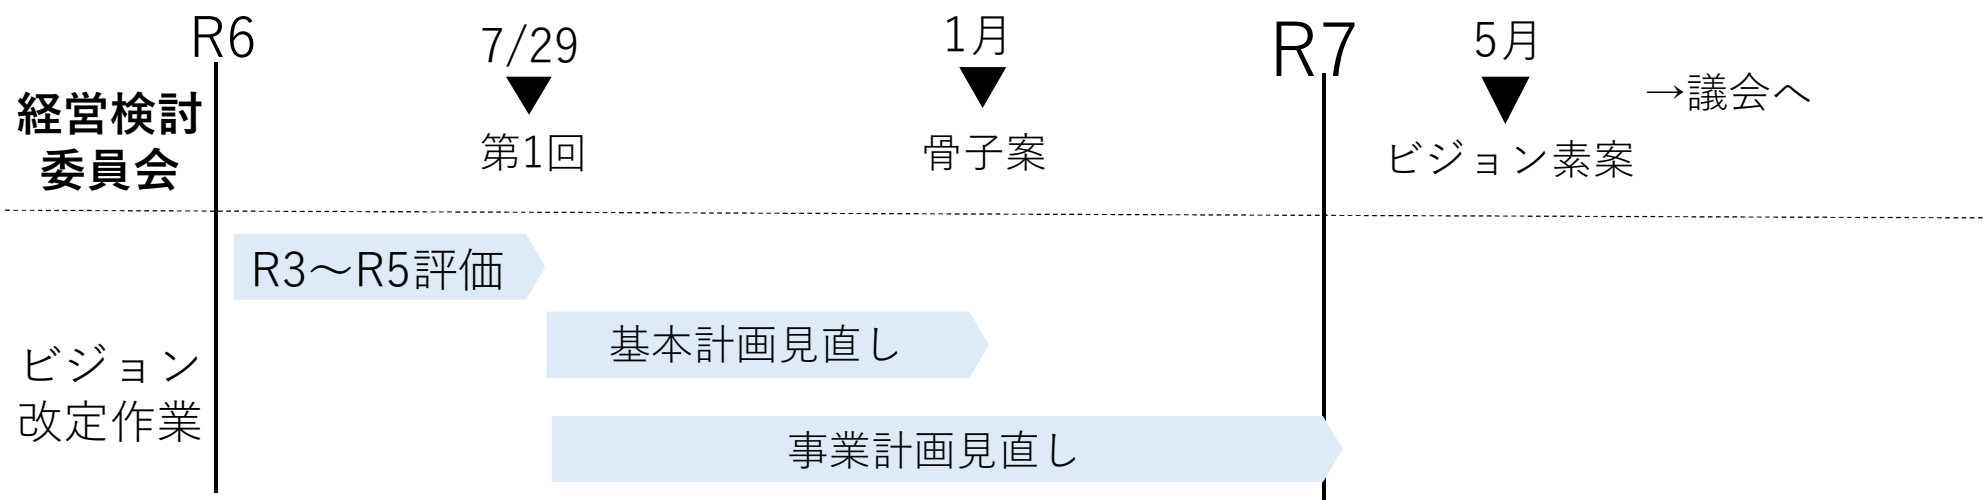 R6
7/29
1月
R7
5月
→議会へ
経営検討
委員会
第1回
骨子案
ビジョン素案
R3～R5評価
基本計画見直し
ビジョン
改定作業
事業計画見直し